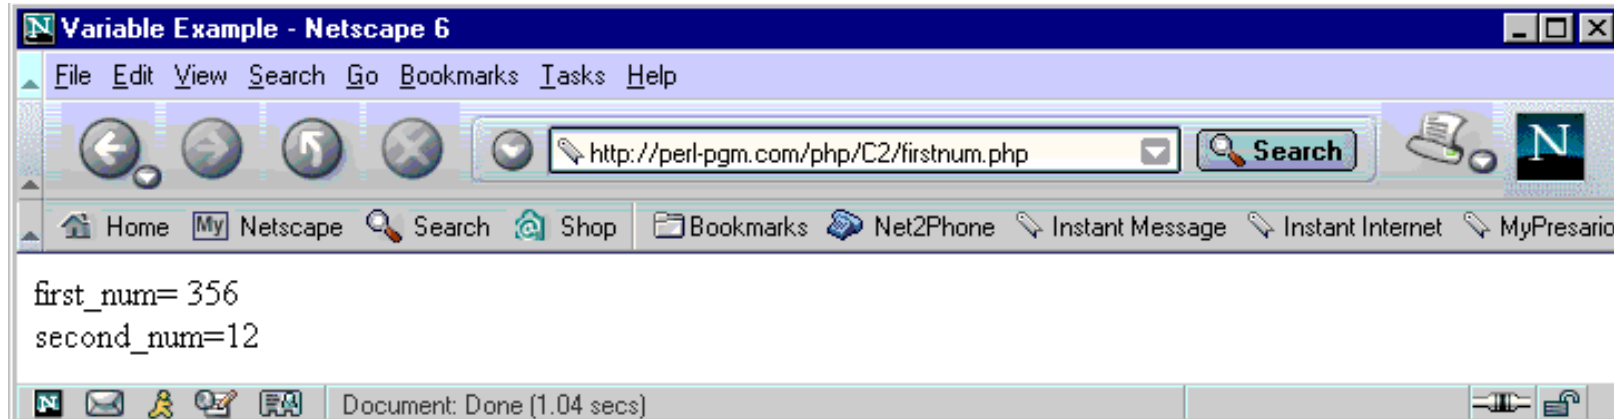 N Variable Example - Netscape 6
File Edit View Search Go Bookmarks Tasks Help
http://perl-pgm.com/php/C2/firstnum.php Search N
Home My Netscape Search Shop Bookmarks Net2Phone Instant Message Instant Internet MyPresario
first_num= 356
second_num=12
N Document: Done (1.04 secs)